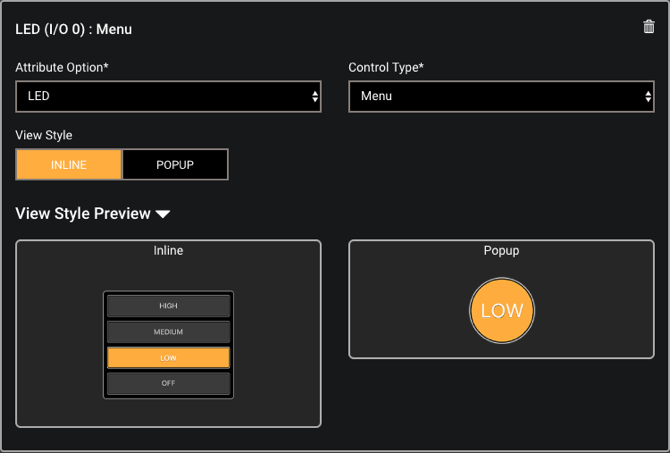 LED (I/O 0) : Menu
Attribute Option*
Control Type*
LED
Menu
View Style
INLINE
POPUP
View Style Preview
Inline
Popup
HIGH
MEDIUM
LOW
OFF
LOW